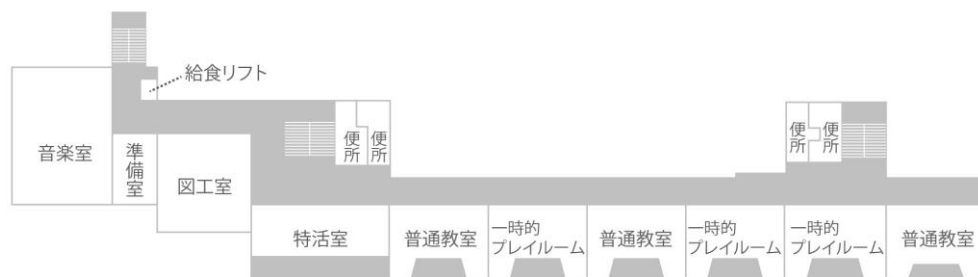 給食リフト
音楽室
準備室
図工室
便所
便所
便所
便所
特活室
普通教室
一時的
プレイルーム
普通教室
一時的
プレイルーム
一時的
プレイルーム
普通教室